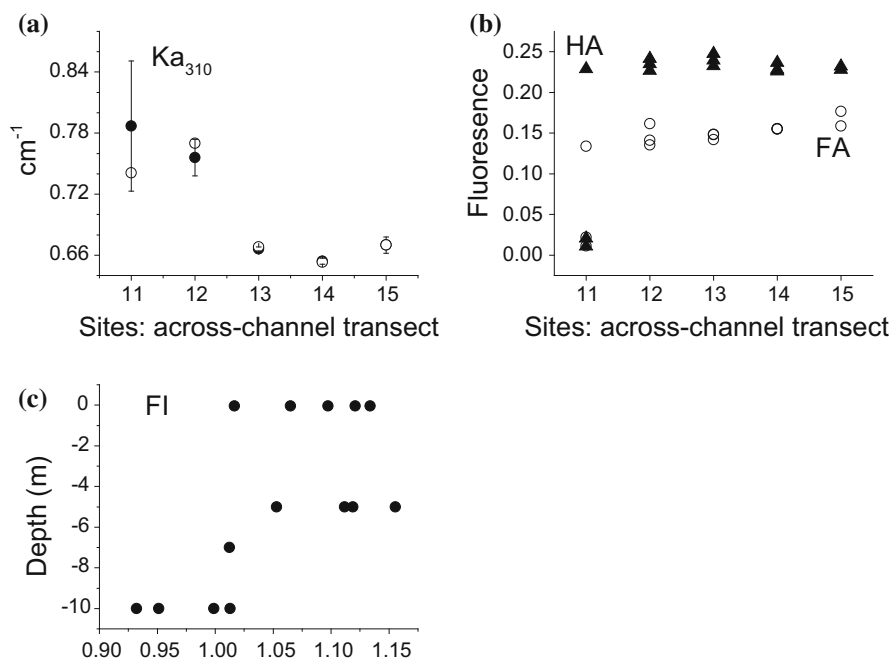 (a)
Ka310
cm-1
0.84
0.78
0.72
0.66
11 12 13 14 15
Sites: across-channel transect
(b)
HA
FA
Fluoresence
0.25
0.20
0.15
0.10
0.05
0.00
11 12 13 14 15
Sites: across-channel transect
(c)
FI
Depth (m)
0
-2
-4
-6
-8
-10
0.90 0.95 1.00 1.05 1.10 1.15